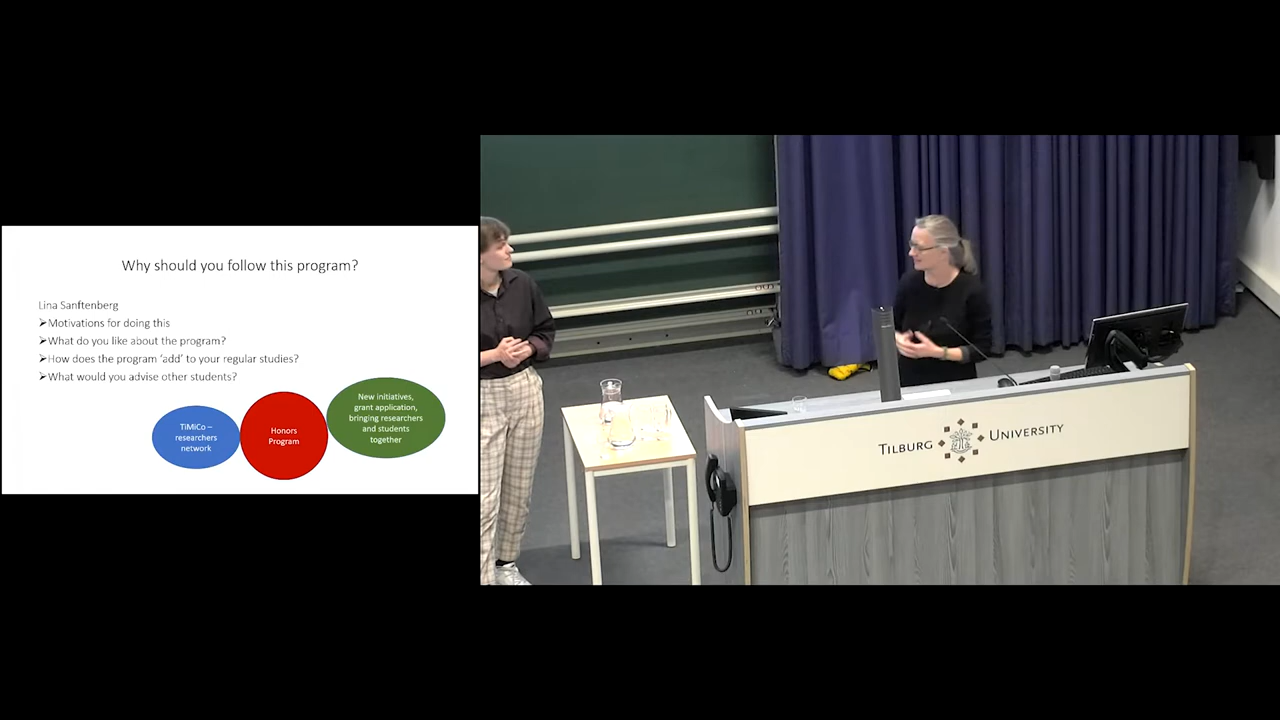 Why should you follow this program?
Lina Sanftenberg
➢Motivations for doing this
➢What do you like about the program?
➢How does the program ‘add’ to your regular studies?
➢What would you advise other students?
TiMiCo –
researchers
network
Honors
Program
New initiatives,
grant application,
bringing researchers
and students
together
TILBURG UNIVERSITY